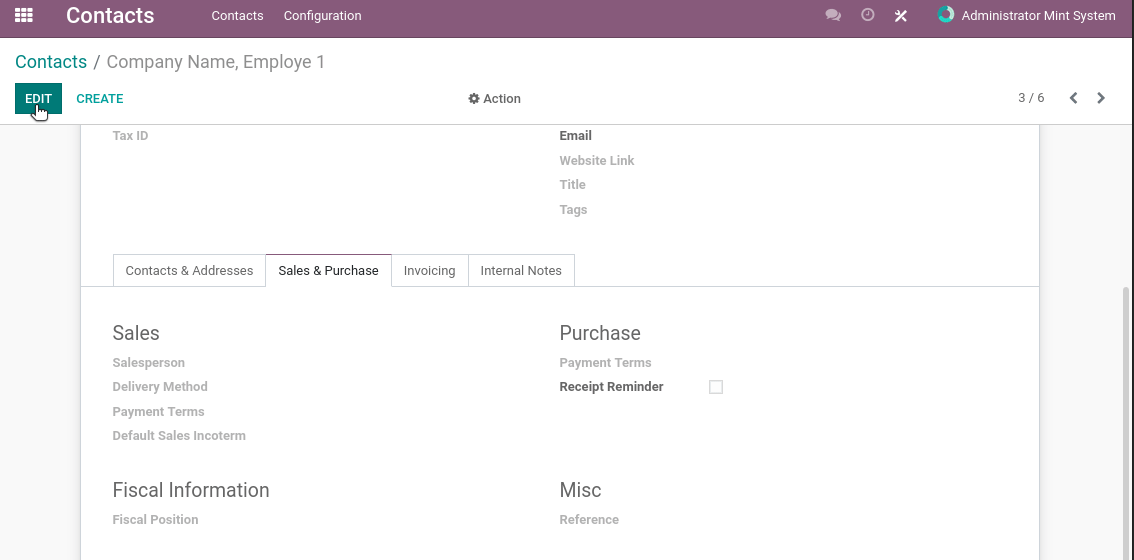 Contacts Contacts Configuration Administrator Mint System
Contacts / Company Name, Employe 1
EDIT CREATE Action 3 / 6
Tax ID Email
Website Link
Title
Tags
Contacts & Addresses Sales & Purchase Invoicing Internal Notes
Sales Purchase
Salesperson Payment Terms
Delivery Method Receipt Reminder
Payment Terms
Default Sales Incoterm
Fiscal Information Misc
Fiscal Position Reference